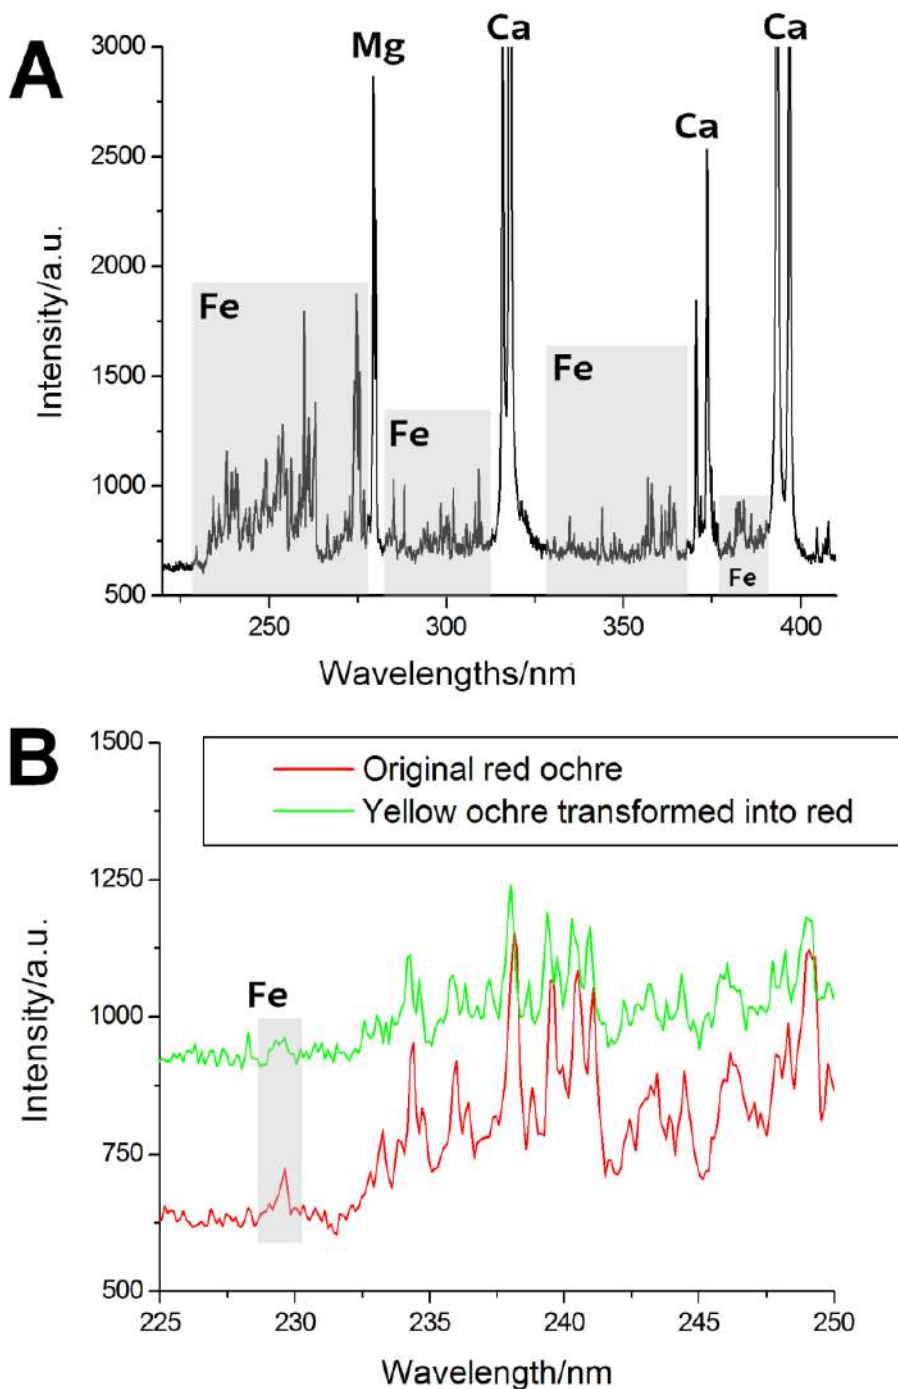 A
Mg
Ca
Ca
Ca
3000
2500
2000
1500
1000
500
Intensity/a.u.
Fe
Fe
Fe
Fe
250
300
350
400
Wavelengths/nm
B
1500
1250
1000
750
500
Intensity/a.u.
Original red ochre
Yellow ochre transformed into red
Fe
225
230
235
240
245
250
Wavelength/nm